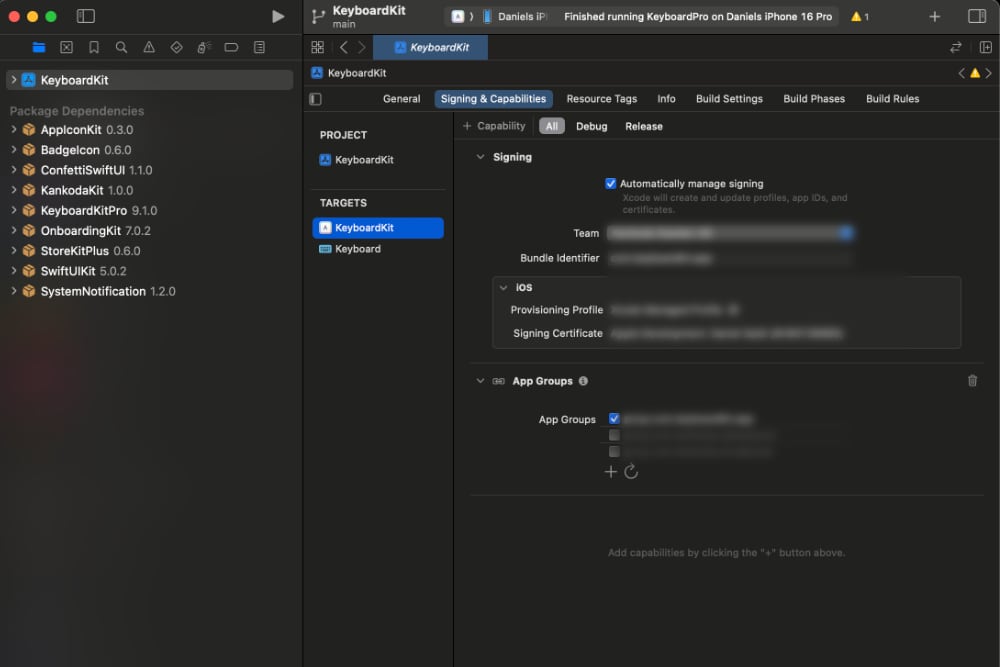 KeyboardKit
main
Daniels iP
Finished running KeyboardPro on Daniels iPhone 16 Pro
1
KeyboardKit
KeyboardKit
KeyboardKit
General
Signing & Capabilities
Resource Tags
Info
Build Settings
Build Phases
Build Rules
Package Dependencies
AppIconKit 0.3.0
BadgeIcon 0.6.0
ConfettiSwiftUI 1.1.0
KankodaKit 1.0.0
KeyboardKitPro 9.1.0
OnboardingKit 7.0.2
StoreKitPlus 0.6.0
SwiftUIKit 5.0.2
SystemNotification 1.2.0
PROJECT
KeyboardKit
TARGETS
KeyboardKit
Keyboard
+ Capability
All
Debug
Release
Signing
Automatically manage signing
Xcode will create and update profiles, app IDs, and
certificates.
Team
Bundle Identifier
iOS
Provisioning Profile
Signing Certificate
App Groups
App Groups
Add capabilities by clicking the "+" button above.